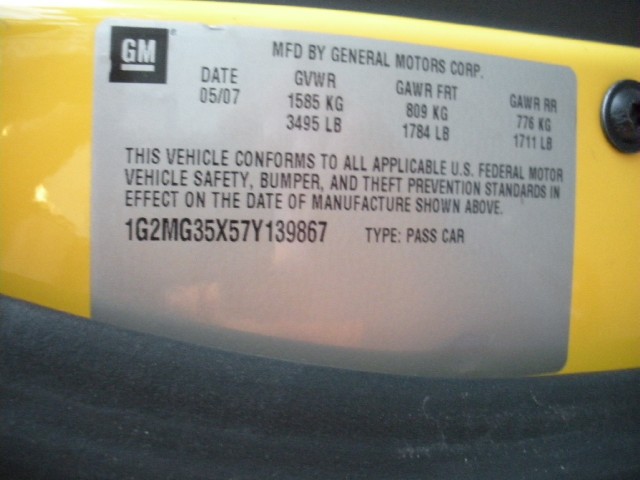 GM
MFD BY GENERAL MOTORS CORP.
DATE GVWR GAWR FRT GAWR RR
05/07 1585 KG 809 KG 776 KG
3495 LB 1784 LB 1711 LB
THIS VEHICLE CONFORMS TO ALL APPLICABLE U.S. FEDERAL MOTOR
VEHICLE SAFETY, BUMPER, AND THEFT PREVENTION STANDARDS IN
EFFECT ON THE DATE OF MANUFACTURE SHOWN ABOVE.
1G2MG35X57Y139867 TYPE: PASS CAR